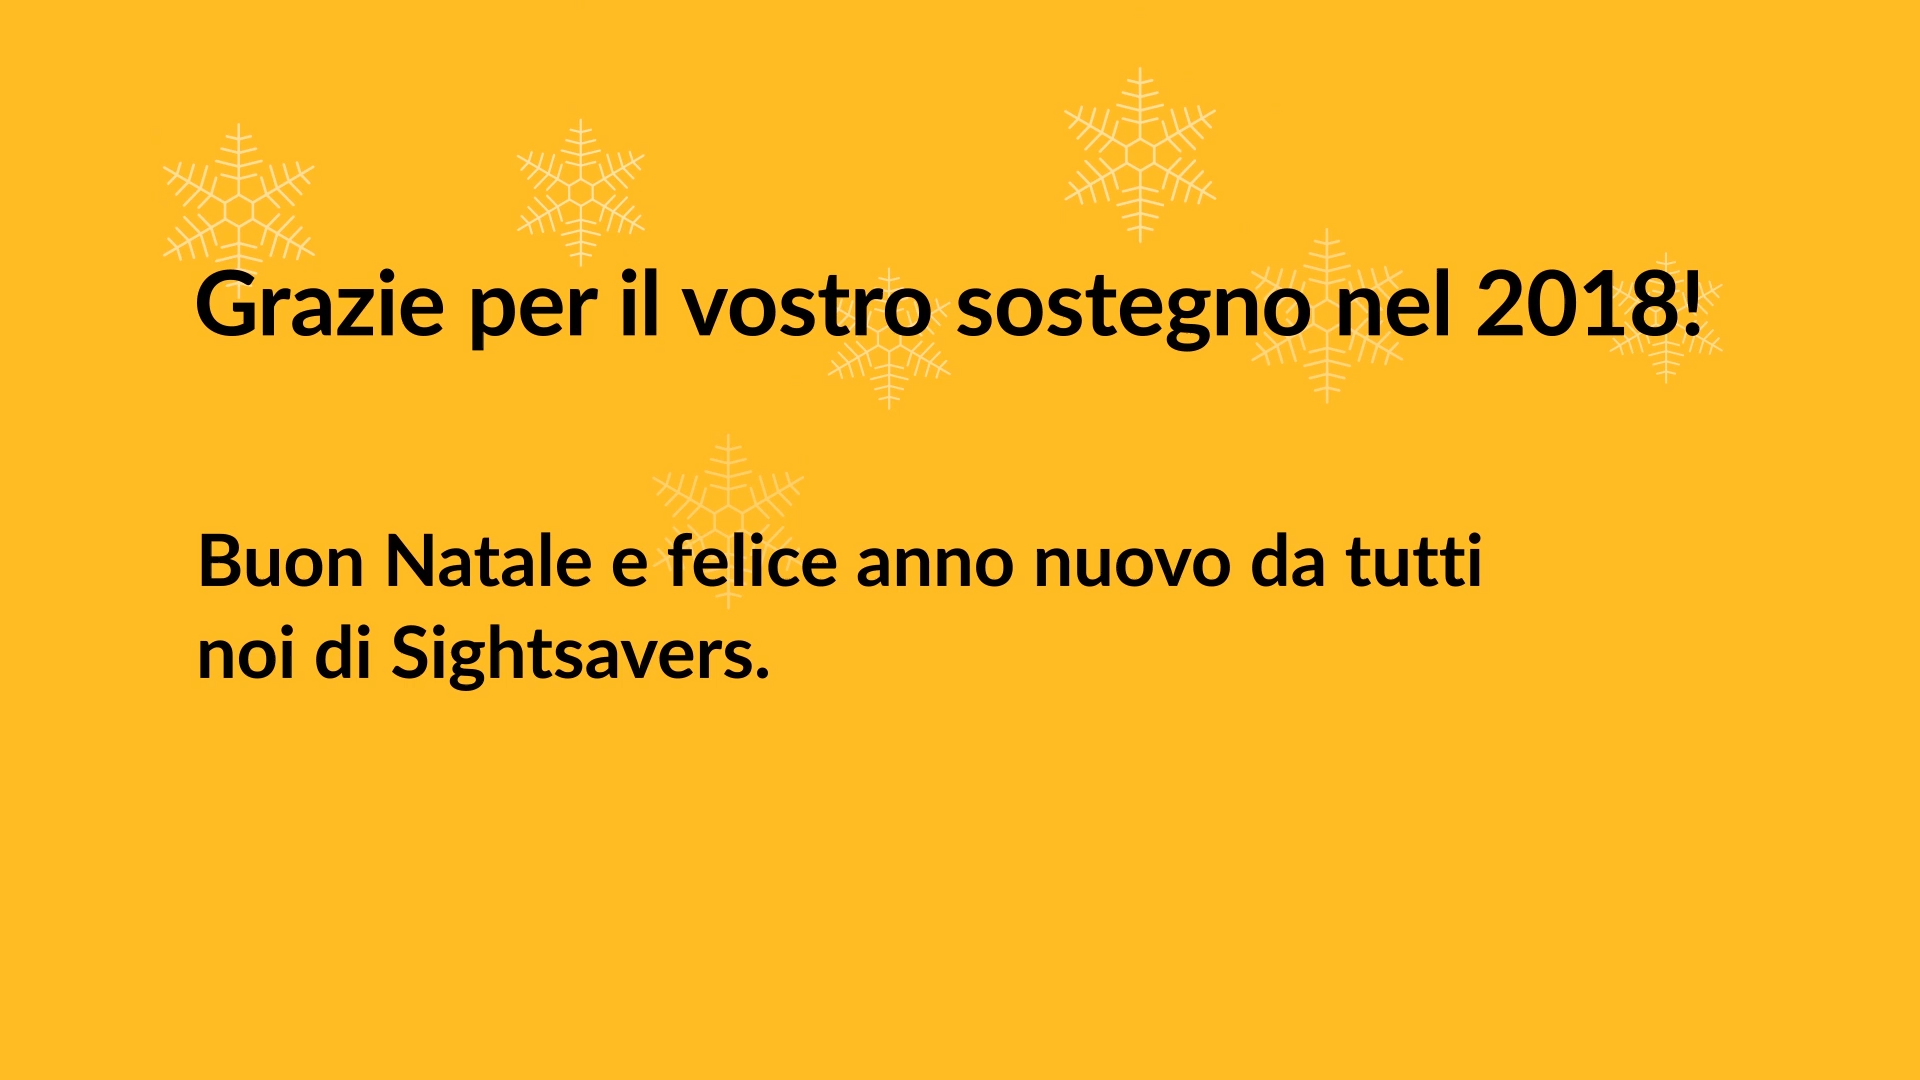 Grazie per il vostro sostegno nel 2018!
Buon Natale e felice anno nuovo da tutti
noi di Sightsavers.